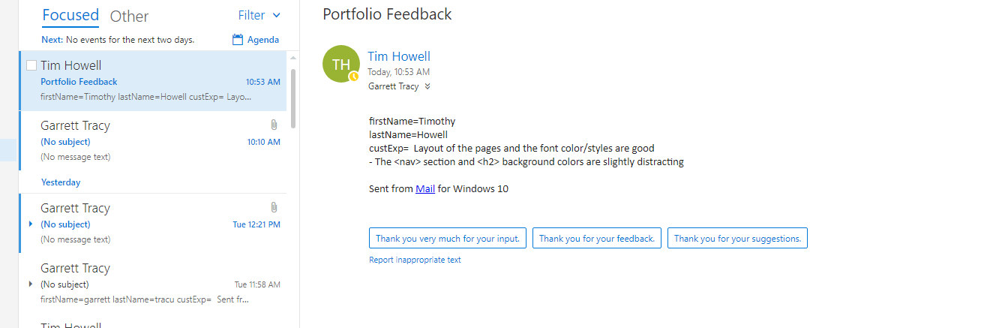 Focused Other Filter
Next: No events for the next two days. Agenda
Tim Howell
Portfolio Feedback 10:53 AM
firstName=Timothy lastName=Howell custExp= Layo...
Garrett Tracy
(No subject) 10:10 AM
(No message text)
Yesterday
Garrett Tracy
(No subject) Tue 12:21 PM
(No message text)
Garrett Tracy
(No subject) Tue 11:58 AM
firstName=garrett lastName=tracu custExp= Sent fr...
Tim Howell
Portfolio Feedback
TH
Tim Howell
Today, 10:53 AM
Garrett Tracy
firstName=Timothy
lastName=Howell
custExp= Layout of the pages and the font color/styles are good
- The <nav> section and <h2> background colors are slightly distracting
Sent from Mail for Windows 10
Thank you very much for your input. Thank you for your feedback. Thank you for your suggestions.
Report inappropriate text